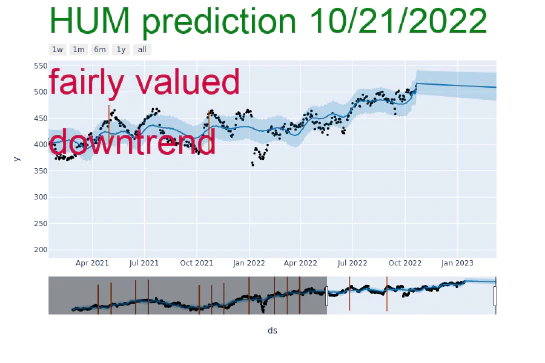 HUM prediction 10/21/2022
1w 1m 6m 1y all
550
fairly valued
500
450
downtrend
400
350
300
250
200
y
Apr 2021 Jul 2021 Oct 2021 Jan 2022 Apr 2022 Jul 2022 Oct 2022 Jan 2023
ds